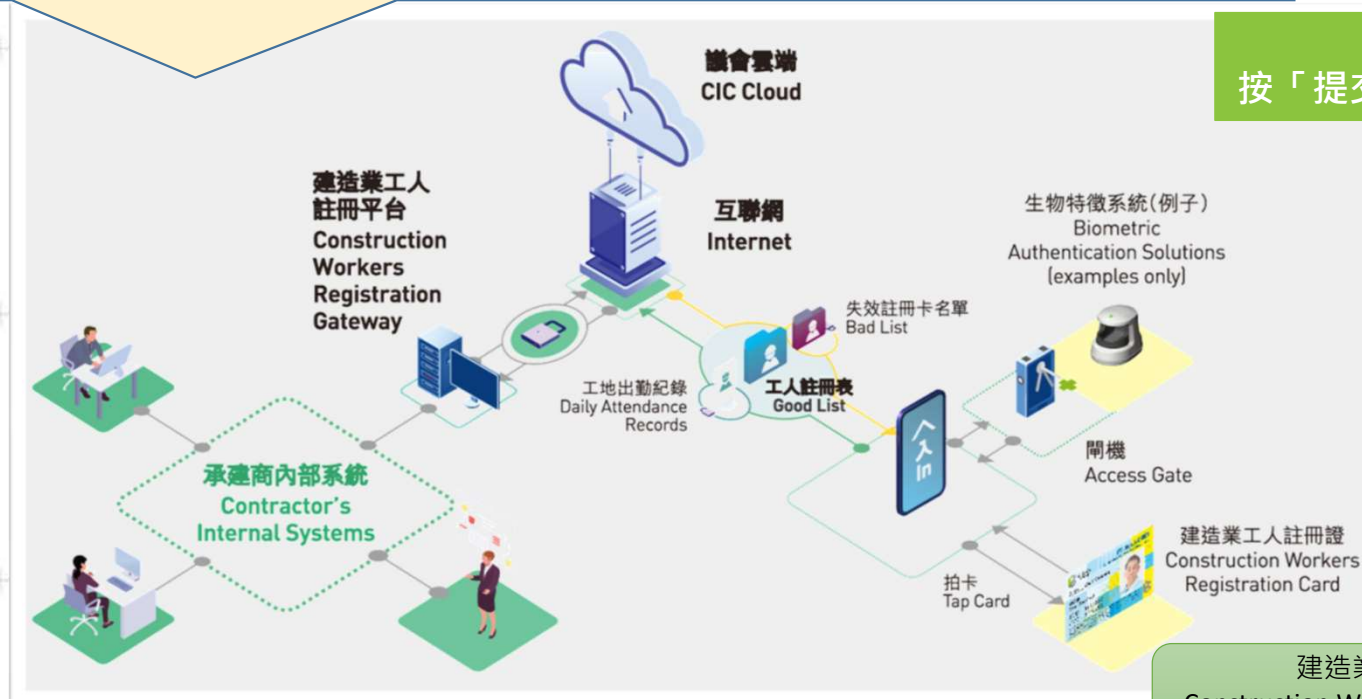 按「提交
議會雲端
CIC Cloud
建造業工人
註冊平台
Construction
Workers
Registration
Gateway
互聯網
Internet
生物特徵系統(例子)
Biometric
Authentication Solutions
(examples only)
失效註冊卡名單
Bad List
工地出勤紀錄
Daily Attendance
Records
工人註冊表
Good List
入
In
閘機
Access Gate
承建商內部系統
Contractor's
Internal Systems
拍卡
Tap Card
建造業工人註冊證
Construction Workers
Registration Card
建造業